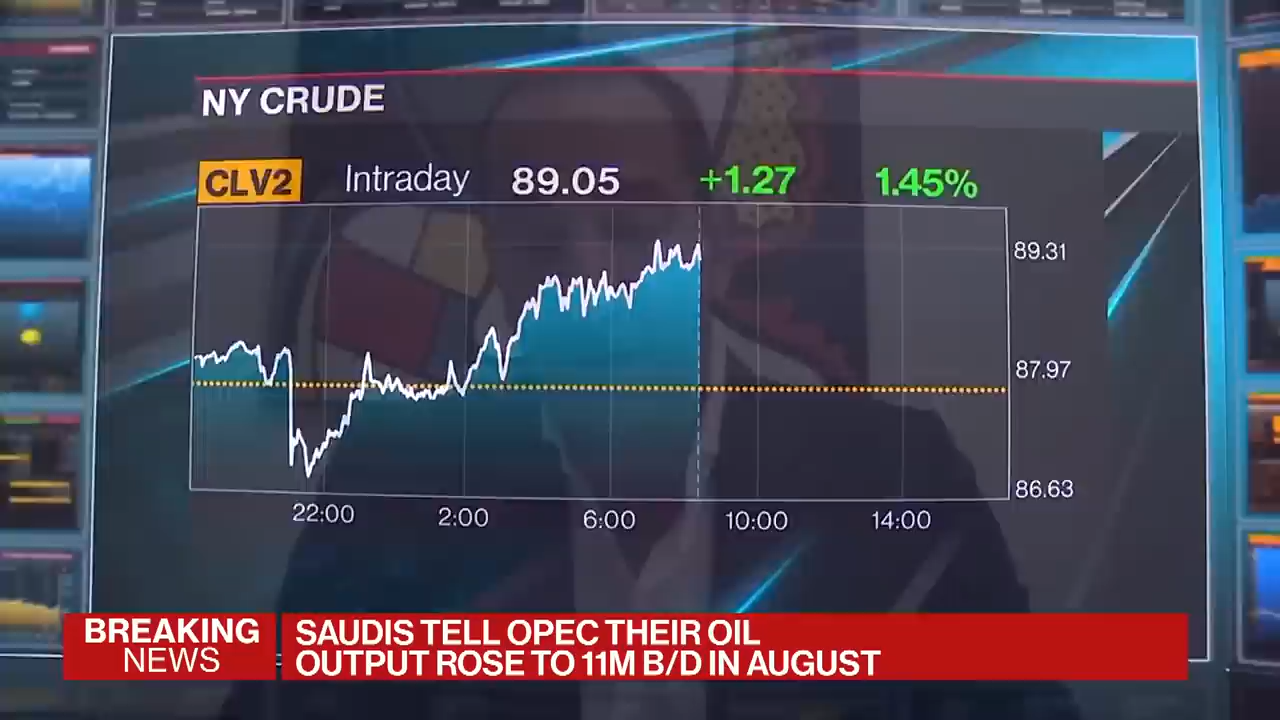 NY CRUDE
CLV2 Intraday 89.05 +1.27 1.45%
89.31
87.97
86.63
22:00 2:00 6:00 10:00 14:00
BREAKING
NEWS
SAUDIS TELL OPEC THEIR OIL
OUTPUT ROSE TO 11M B/D IN AUGUST